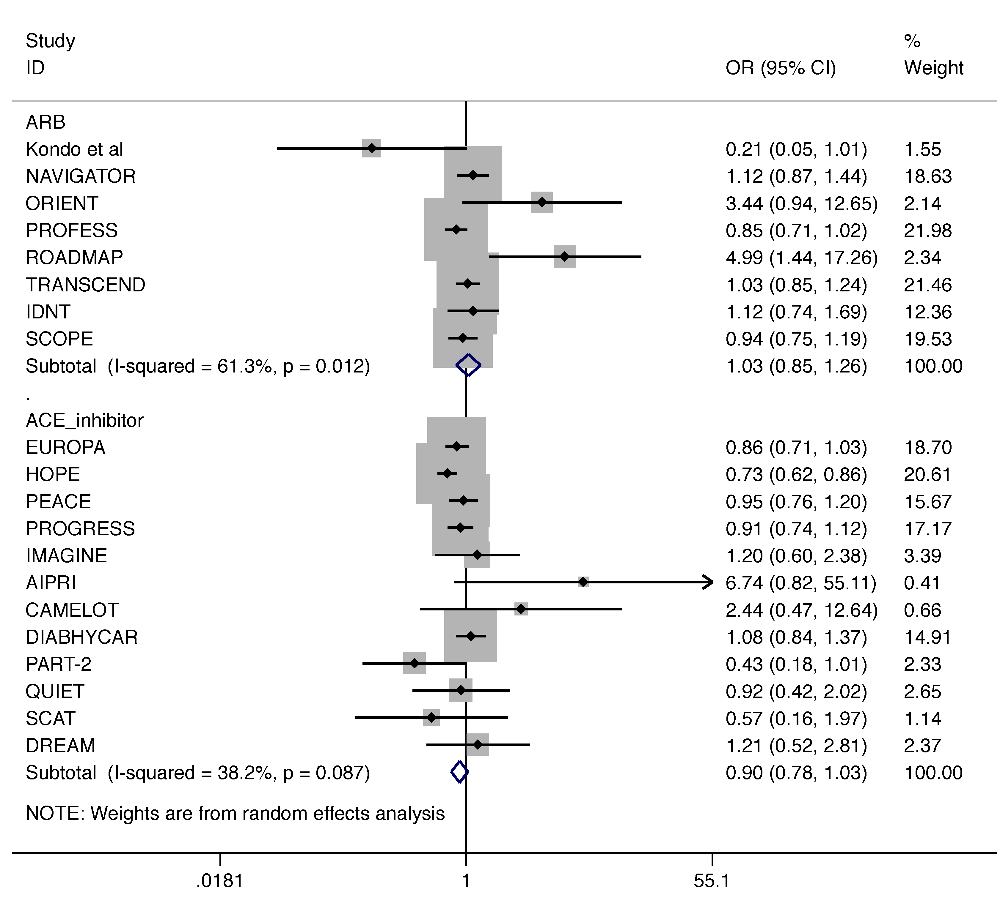 Study %
ID OR (95% CI) Weight
ARB
Kondo et al 0.21 (0.05, 1.01) 1.55
NAVIGATOR 1.12 (0.87, 1.44) 18.63
ORIENT 3.44 (0.94, 12.65) 2.14
PROFESS 0.85 (0.71, 1.02) 21.98
ROADMAP 4.99 (1.44, 17.26) 2.34
TRANSCEND 1.03 (0.85, 1.24) 21.46
IDNT 1.12 (0.74, 1.69) 12.36
SCOPE 0.94 (0.75, 1.19) 19.53
Subtotal (I-squared = 61.3%, p = 0.012) 1.03 (0.85, 1.26) 100.00
.
ACE_inhibitor
EUROPA 0.86 (0.71, 1.03) 18.70
HOPE 0.73 (0.62, 0.86) 20.61
PEACE 0.95 (0.76, 1.20) 15.67
PROGRESS 0.91 (0.74, 1.12) 17.17
IMAGINE 1.20 (0.60, 2.38) 3.39
AIPRI 6.74 (0.82, 55.11) 0.41
CAMELOT 2.44 (0.47, 12.64) 0.66
DIABHYCAR 1.08 (0.84, 1.37) 14.91
PART-2 0.43 (0.18, 1.01) 2.33
QUIET 0.92 (0.42, 2.02) 2.65
SCAT 0.57 (0.16, 1.97) 1.14
DREAM 1.21 (0.52, 2.81) 2.37
Subtotal (I-squared = 38.2%, p = 0.087) 0.90 (0.78, 1.03) 100.00
NOTE: Weights are from random effects analysis
.0181 1 55.1